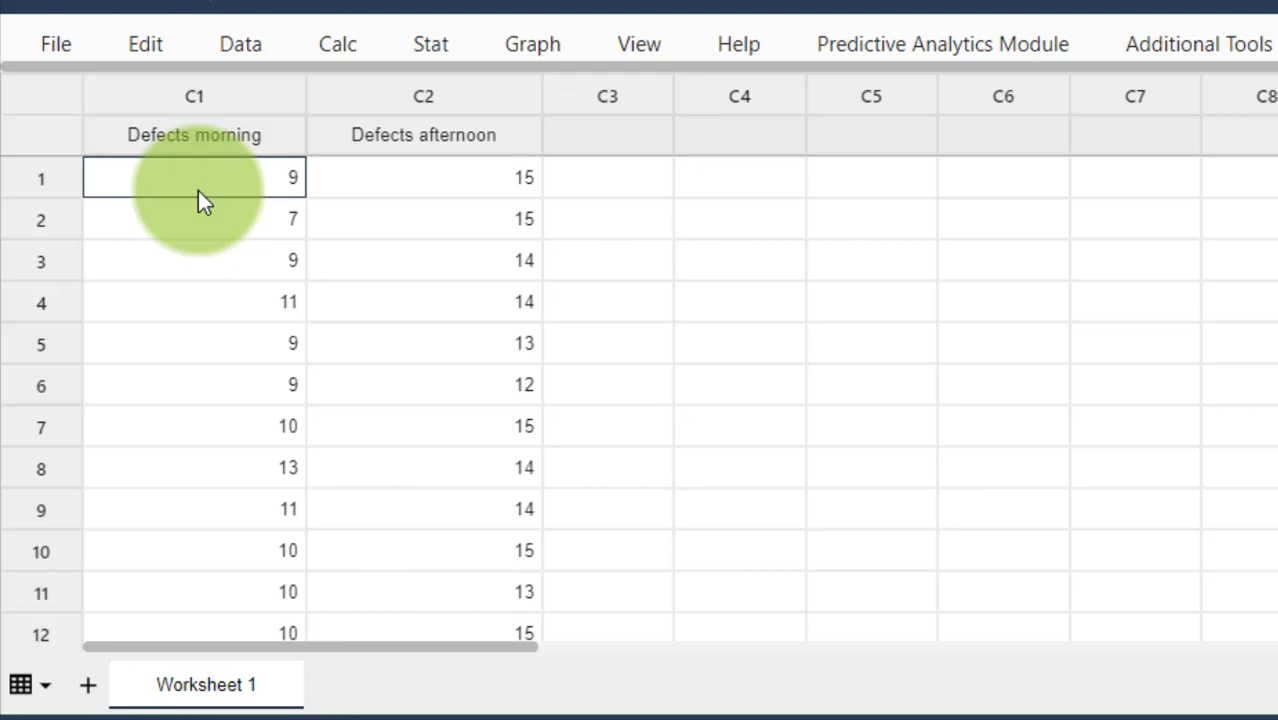 File Edit Data Calc Stat Graph View Help Predictive Analytics Module Additional Tools
C1 C2 C3 C4 C5 C6 C7 C8
Defects morning Defects afternoon
1 9 15
2 7 15
3 9 14
4 11 14
5 9 13
6 9 12
7 10 15
8 13 14
9 11 14
10 10 15
11 10 13
12 10 15
+ Worksheet 1